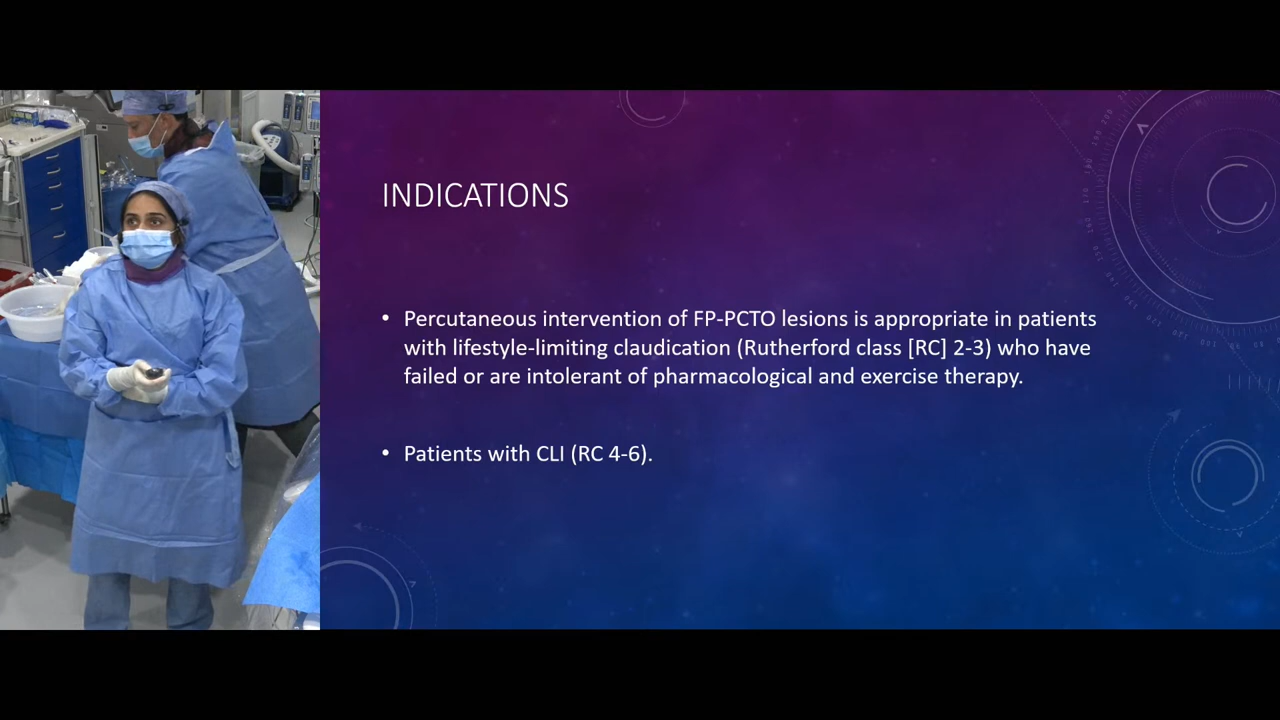 INDICATIONS
• Percutaneous intervention of FP-PCTO lesions is appropriate in patients
with lifestyle-limiting claudication (Rutherford class [RC] 2-3) who have
failed or are intolerant of pharmacological and exercise therapy.
• Patients with CLI (RC 4-6).